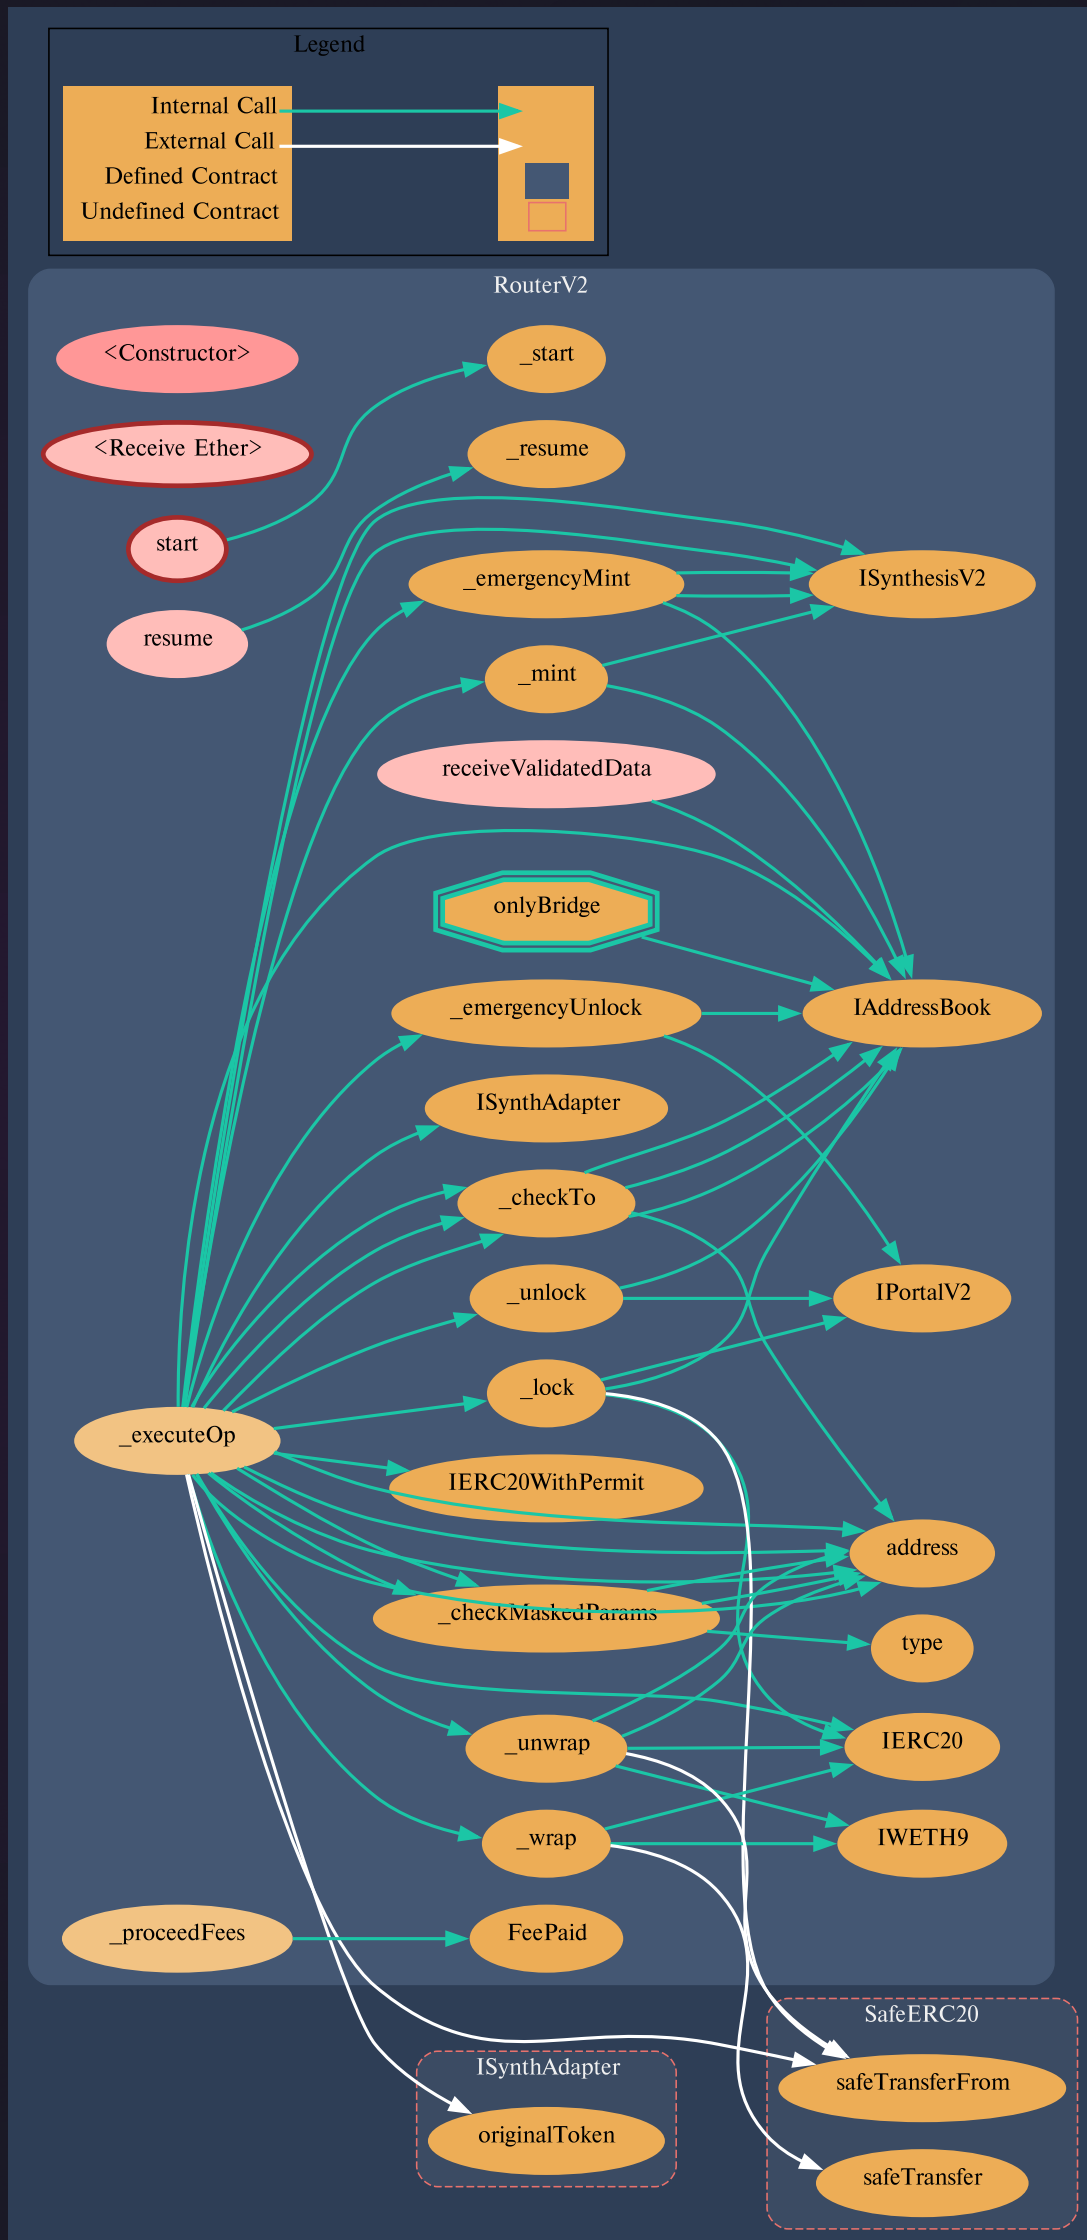 Legend
Internal Call
External Call
Defined Contract
Undefined Contract
RouterV2
<Constructor>
_start
<Receive Ether>
_resume
start
_emergencyMint
ISynthesisV2
resume
_mint
receiveValidatedData
onlyBridge
_emergencyUnlock
IAddressBook
ISynthAdapter
_checkTo
_unlock
IPortalV2
_lock
_executeOp
IERC20WithPermit
address
_checkMaskedParams
type
_unwrap
IERC20
_wrap
IWETH9
_proceedFees
FeePaid
SafeERC20
ISynthAdapter
safeTransferFrom
originalToken
safeTransfer